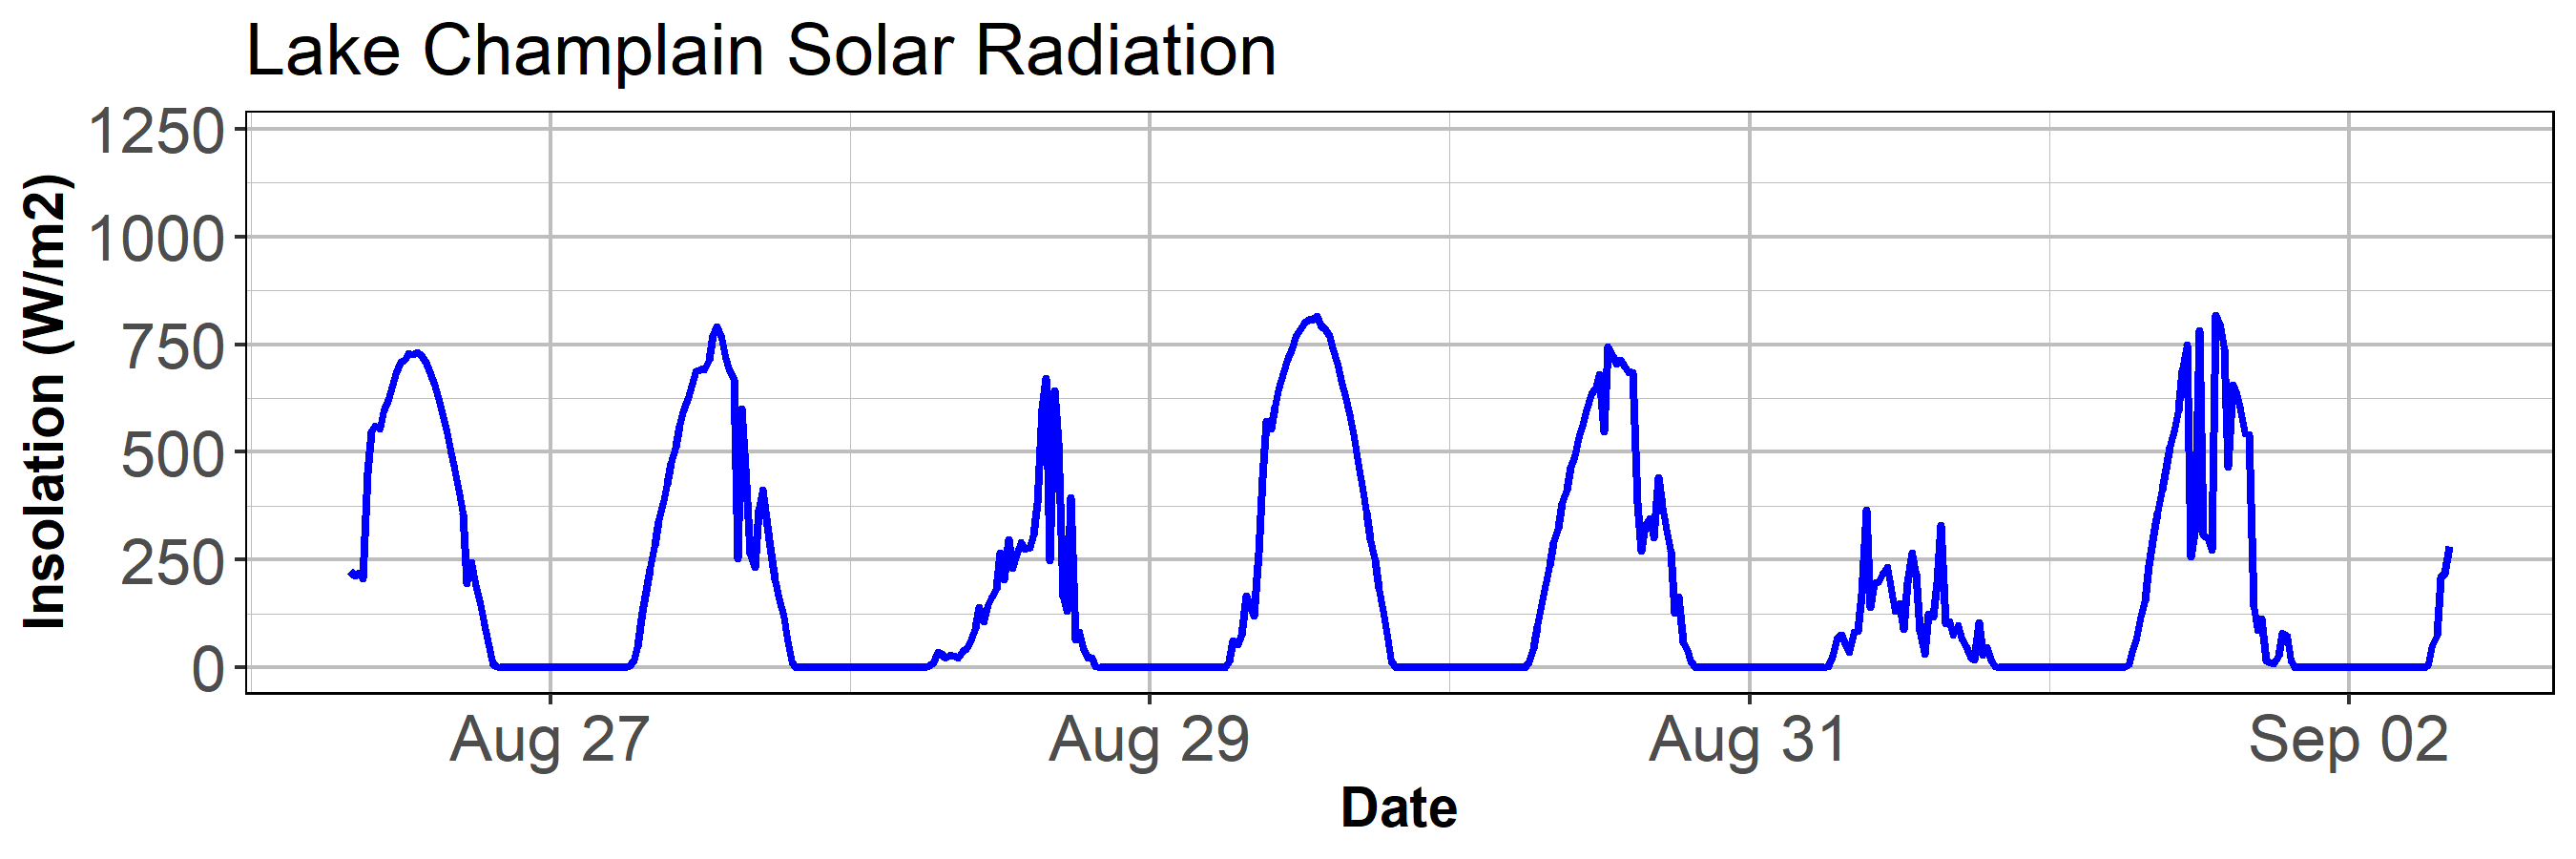 Lake Champlain Solar Radiation
Insolation (W/m2)
1250
1000
750
500
250
0
Aug 27 Aug 29 Aug 31 Sep 02
Date